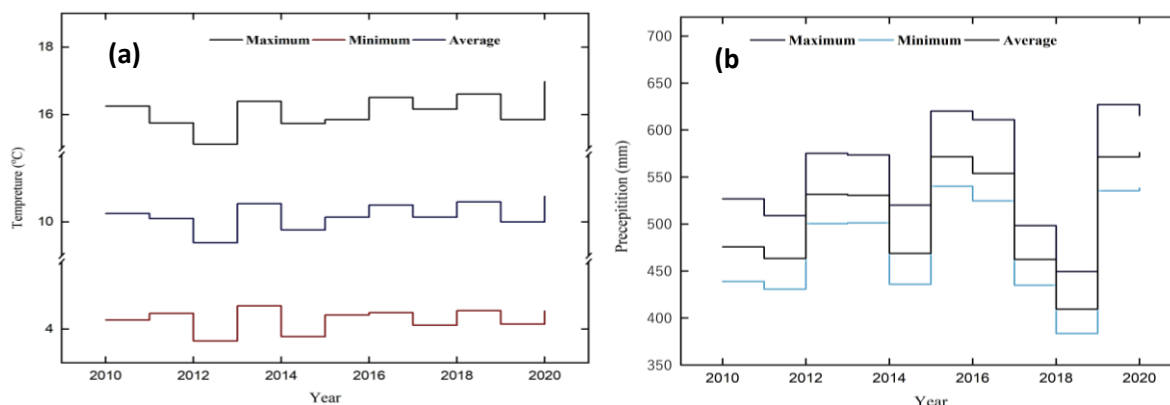 (a)
Maximum Minimum Average
18
16
10
4
Tempreture (°C)
2010 2012 2014 2016 2018 2020
Year
(b
Maximum Minimum Average
700
650
600
550
500
450
400
350
Precepitition (mm)
2010 2012 2014 2016 2018 2020
Year